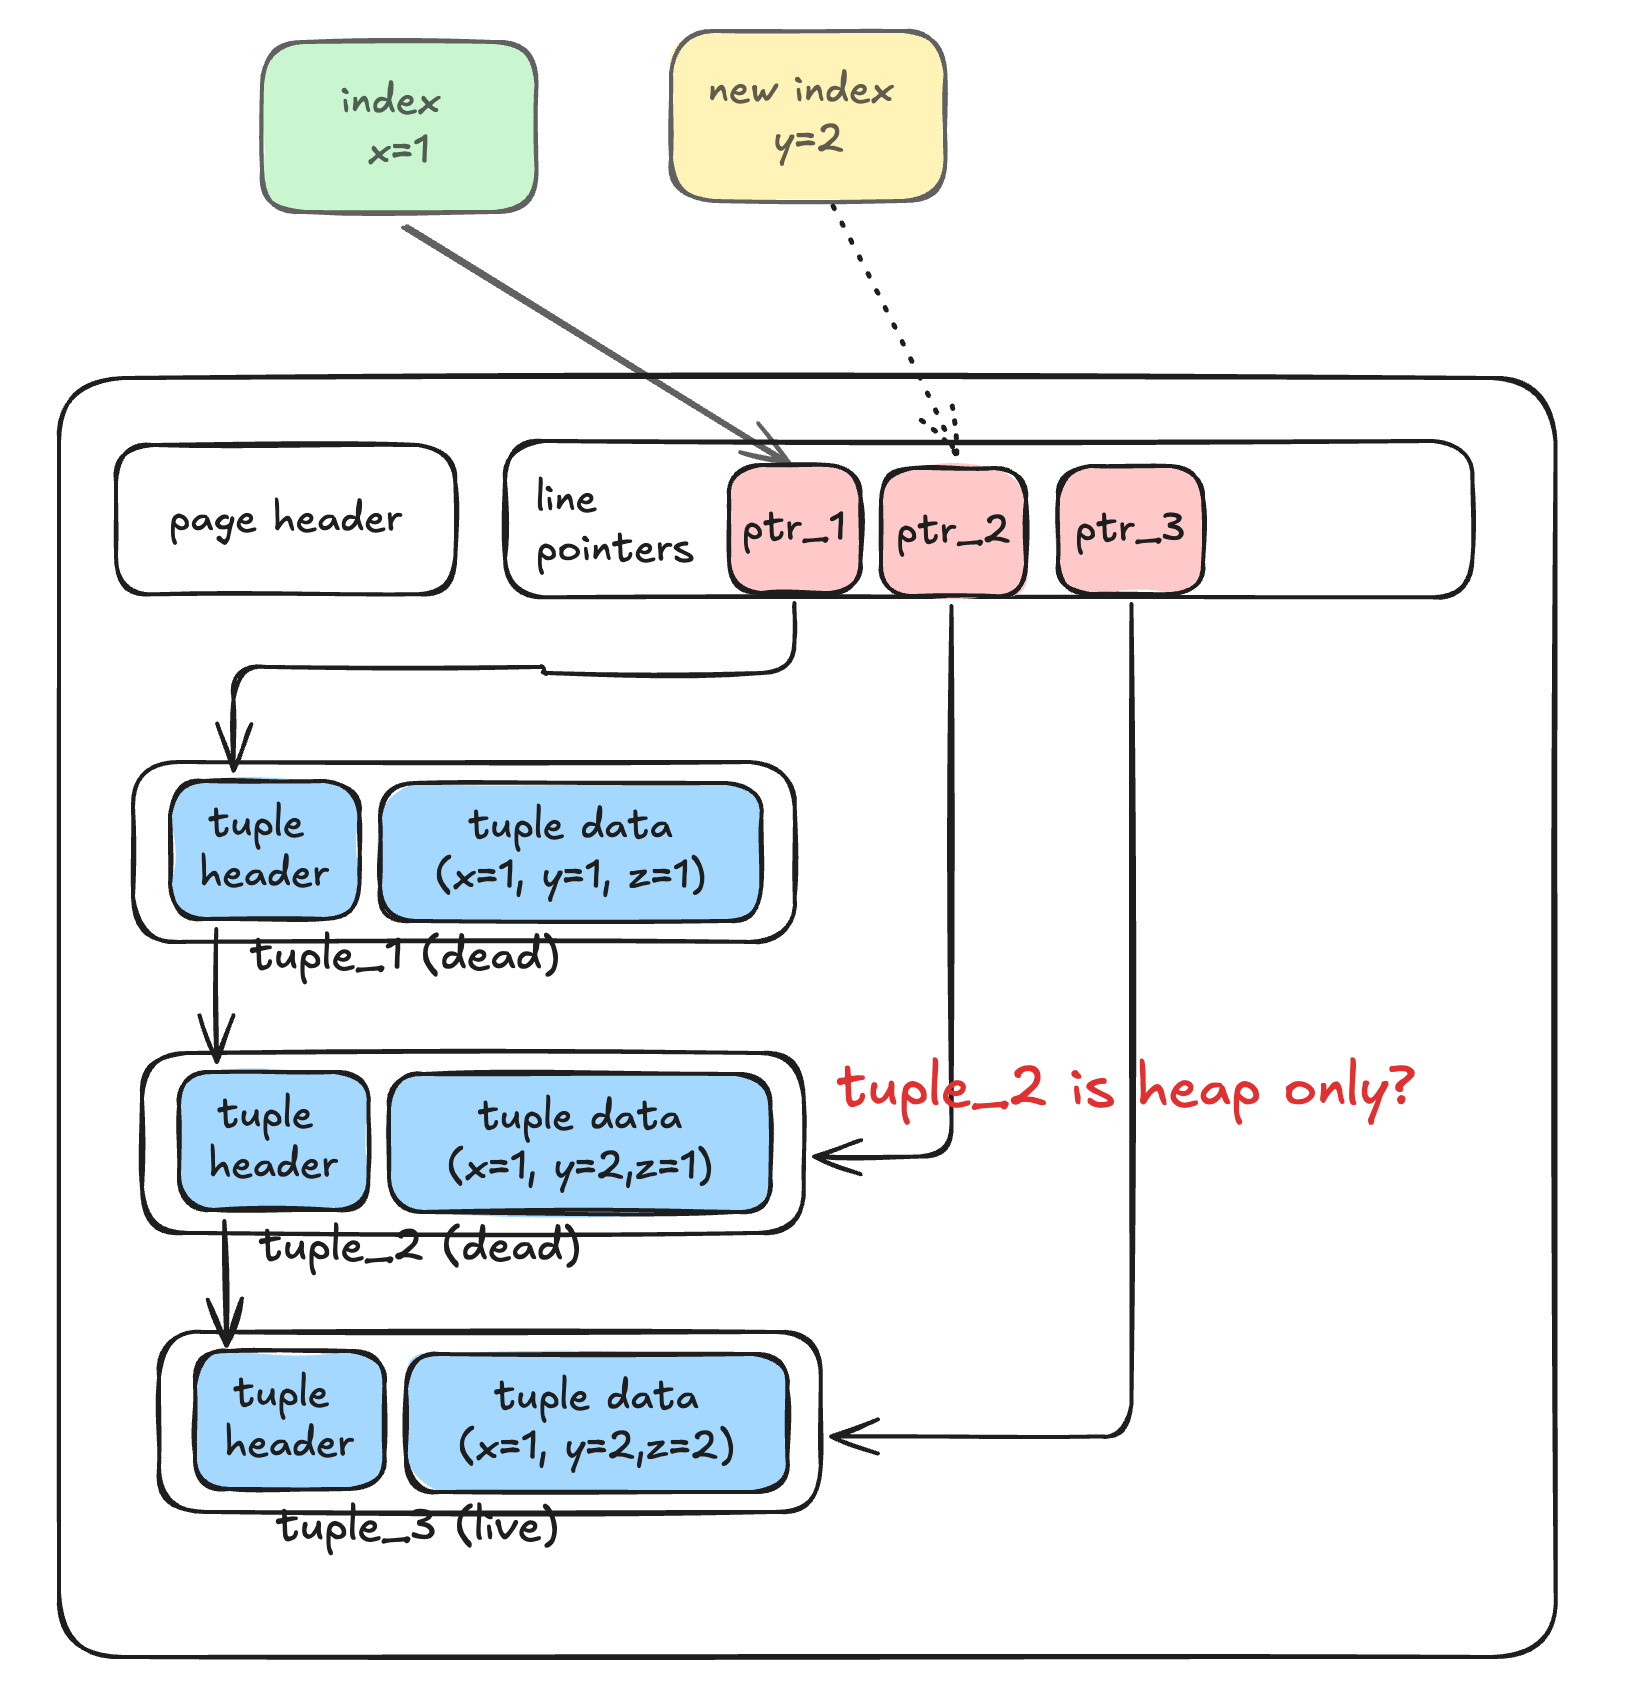 index
x=1
new index
y=2
page header
line
pointers
ptr_1
ptr_2
ptr_3
tuple
header
tuple data
(x=1, y=1, z=1)
tuple_1 (dead)
tuple_2 is heap only?
tuple
header
tuple data
(x=1, y=2,z=1)
tuple_2 (dead)
tuple
header
tuple data
(x=1, y=2,z=2)
tuple_3 (live)